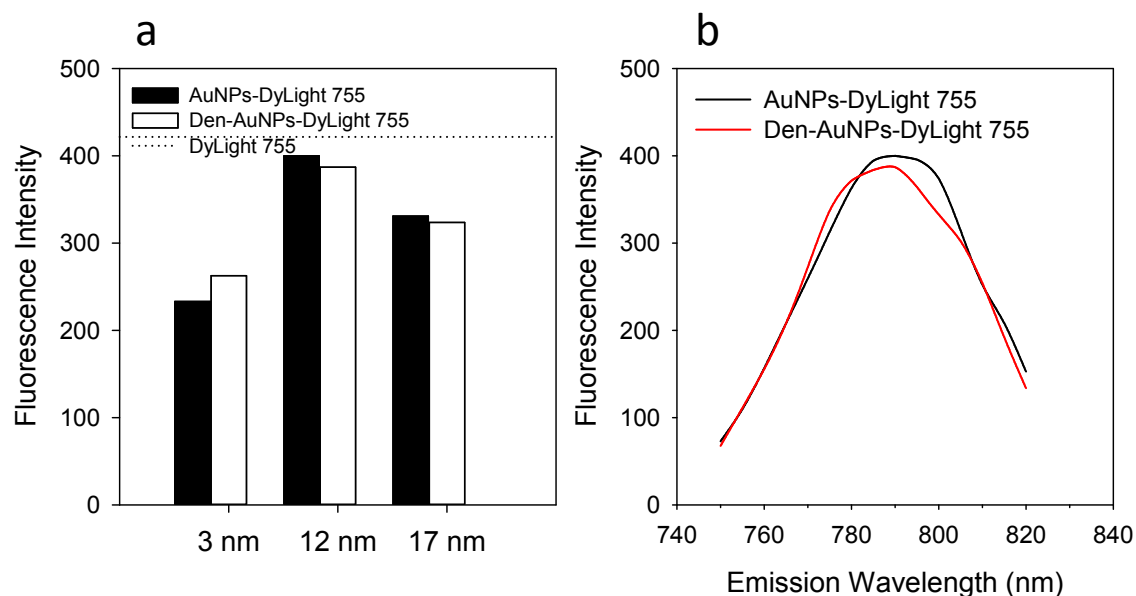 a
500
400
300
200
100
0
Fluorescence Intensity
AuNPs-DyLight 755
Den-AuNPs-DyLight 755
DyLight 755
3 nm
12 nm
17 nm
b
500
400
300
200
100
0
Fluorescence Intensity
AuNPs-DyLight 755
Den-AuNPs-DyLight 755
740 760 780 800 820 840
Emission Wavelength (nm)